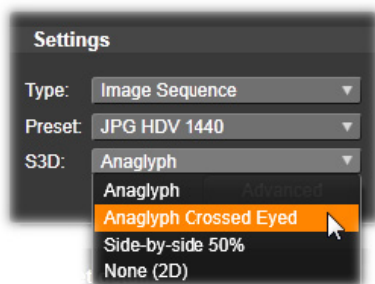 Settings
Type: Image Sequence
Preset: JPG HDV 1440
S3D: Anaglyph
Anaglyph
Advanced
Anaglyph Crossed Eyed
Side-by-side 50%
None (2D)